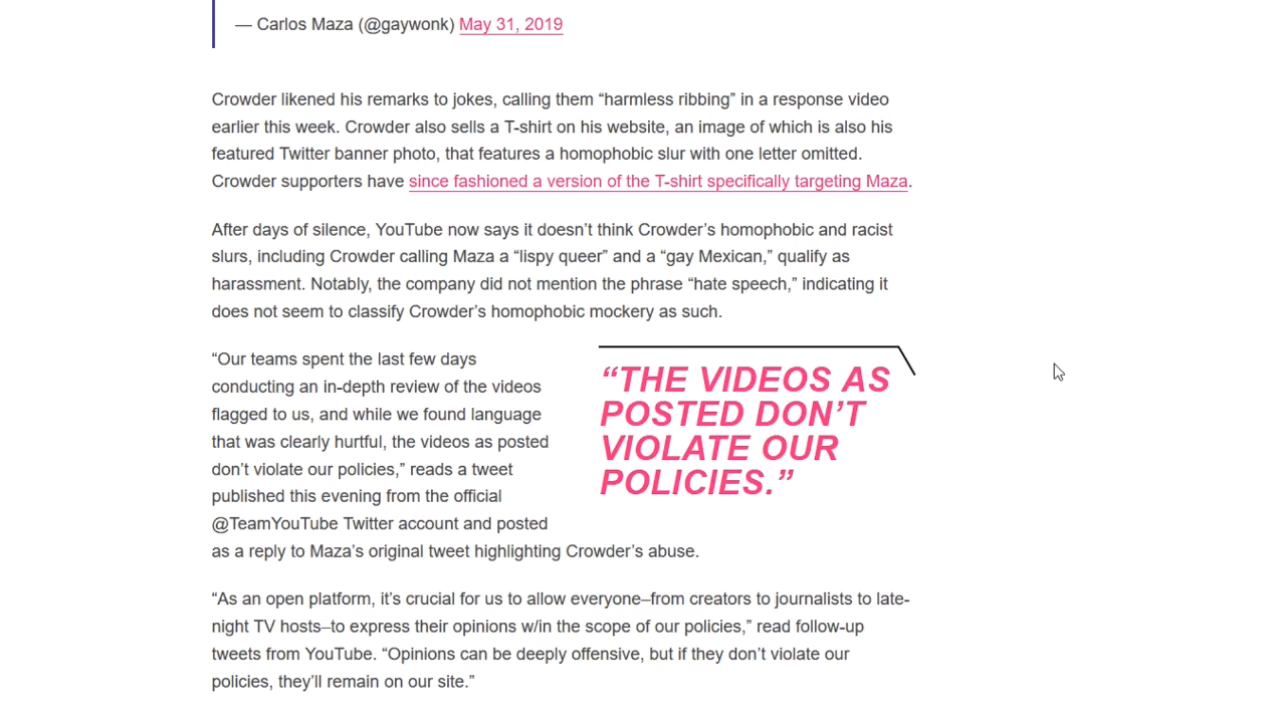 — Carlos Maza (@gaywonk) May 31, 2019
Crowder likened his remarks to jokes, calling them “harmless ribbing” in a response video
earlier this week. Crowder also sells a T-shirt on his website, an image of which is also his
featured Twitter banner photo, that features a homophobic slur with one letter omitted.
Crowder supporters have since fashioned a version of the T-shirt specifically targeting Maza.
After days of silence, YouTube now says it doesn’t think Crowder’s homophobic and racist
slurs, including Crowder calling Maza a “lispy queer” and a “gay Mexican,” qualify as
harassment. Notably, the company did not mention the phrase “hate speech,” indicating it
does not seem to classify Crowder’s homophobic mockery as such.
“Our teams spent the last few days
conducting an in-depth review of the videos
flagged to us, and while we found language
that was clearly hurtful, the videos as posted
don’t violate our policies,” reads a tweet
published this evening from the official
@TeamYouTube Twitter account and posted
as a reply to Maza’s original tweet highlighting Crowder’s abuse.
“THE VIDEOS AS
POSTED DON’T
VIOLATE OUR
POLICIES.”
“As an open platform, it’s crucial for us to allow everyone–from creators to journalists to late-
night TV hosts–to express their opinions w/in the scope of our policies,” read follow-up
tweets from YouTube. “Opinions can be deeply offensive, but if they don’t violate our
policies, they’ll remain on our site.”